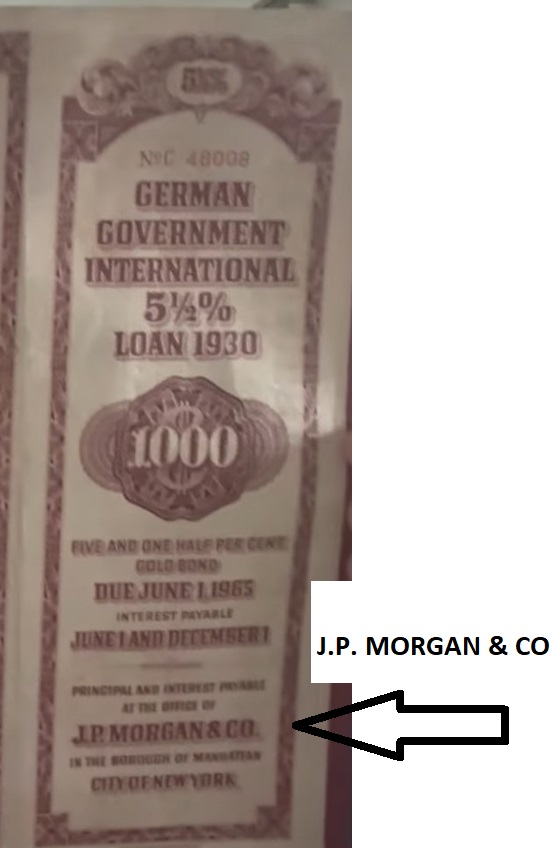 5½%
NºC 48008
GERMAN
GOVERNMENT
INTERNATIONAL
5½%
LOAN 1930
1000
FIVE AND ONE HALF PER CENT
GOLD BOND
DUE JUNE 1, 1965
INTEREST PAYABLE
JUNE 1 AND DECEMBER 1
PRINCIPAL AND INTEREST PAYABLE
AT THE OFFICE OF
J.P. MORGAN & CO.
IN THE BOROUGH OF MANHATTAN
CITY OF NEW YORK
J.P. MORGAN & CO